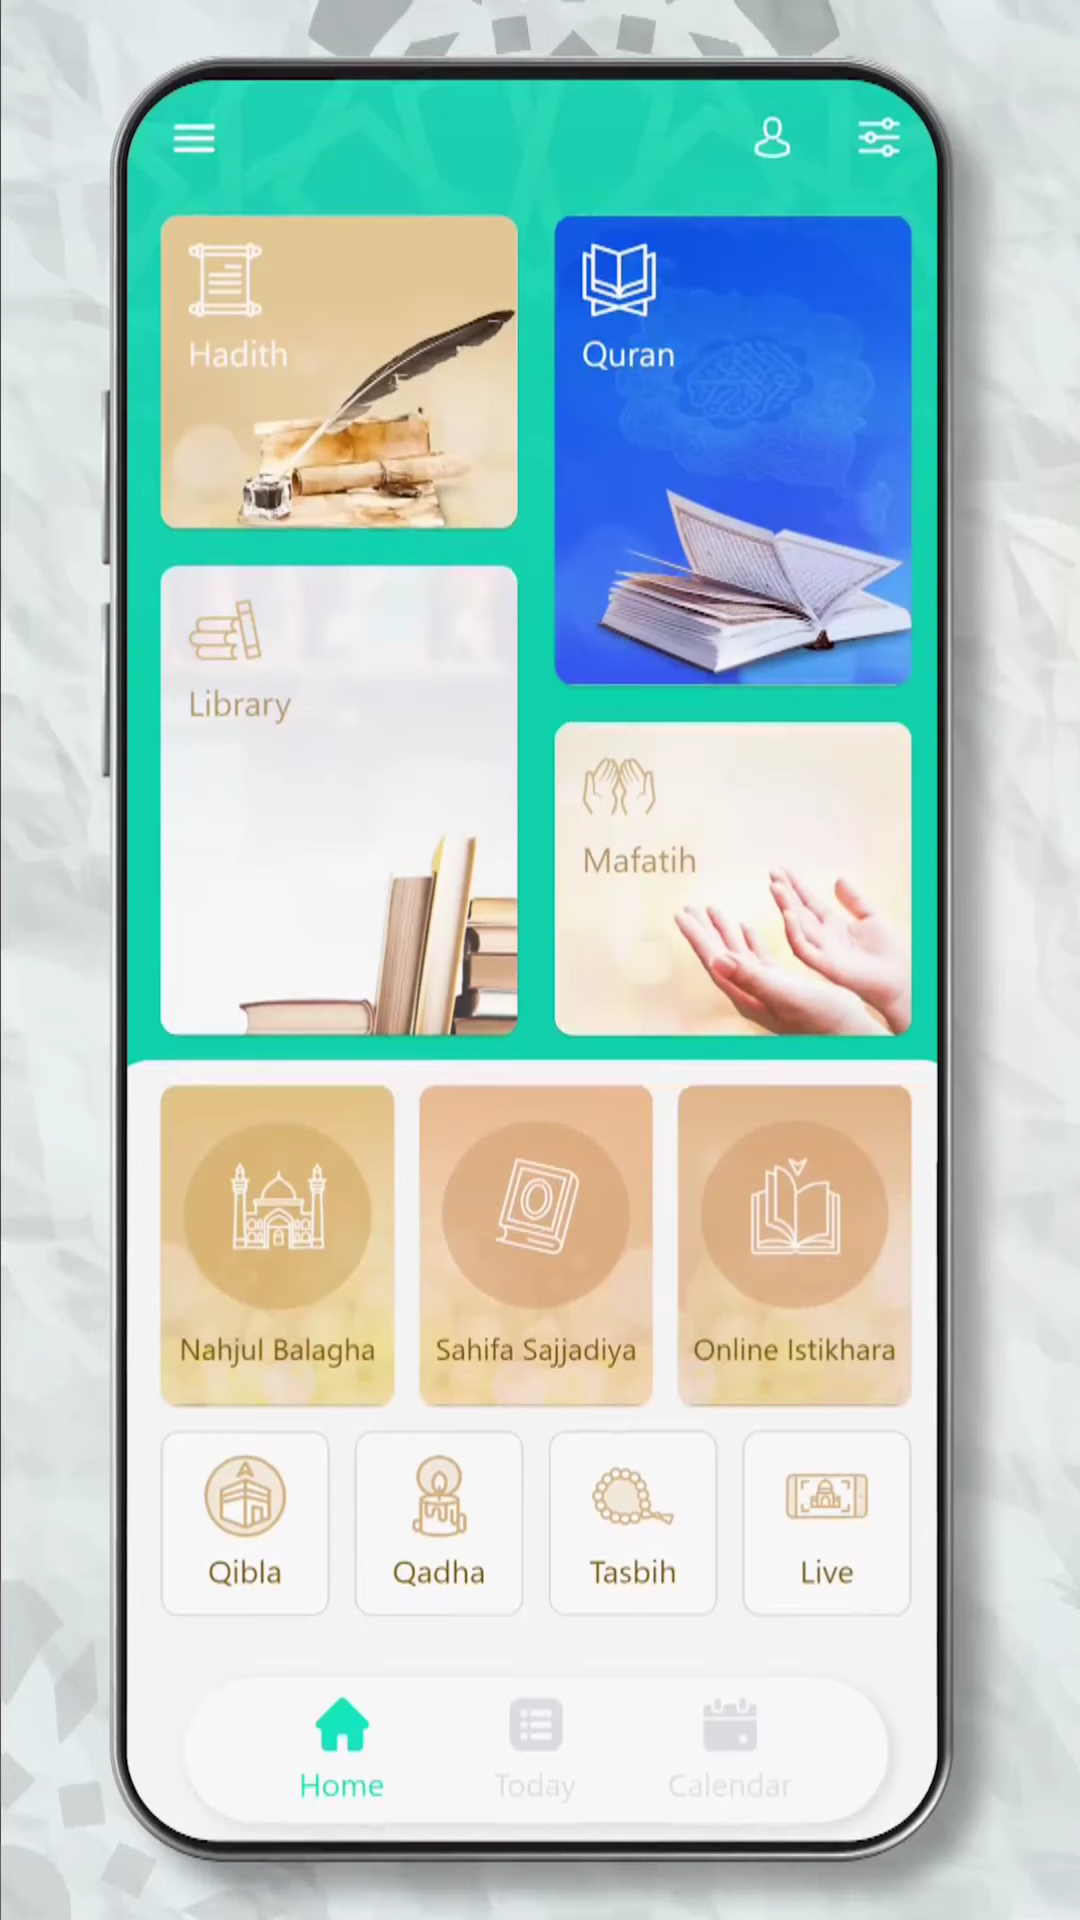 Hadith
Quran
Library
Mafatih
Nahjul Balagha
Sahifa Sajjadiya
Online Istikhara
Qibla
Qadha
Tasbih
Live
Home
Today
Calendar